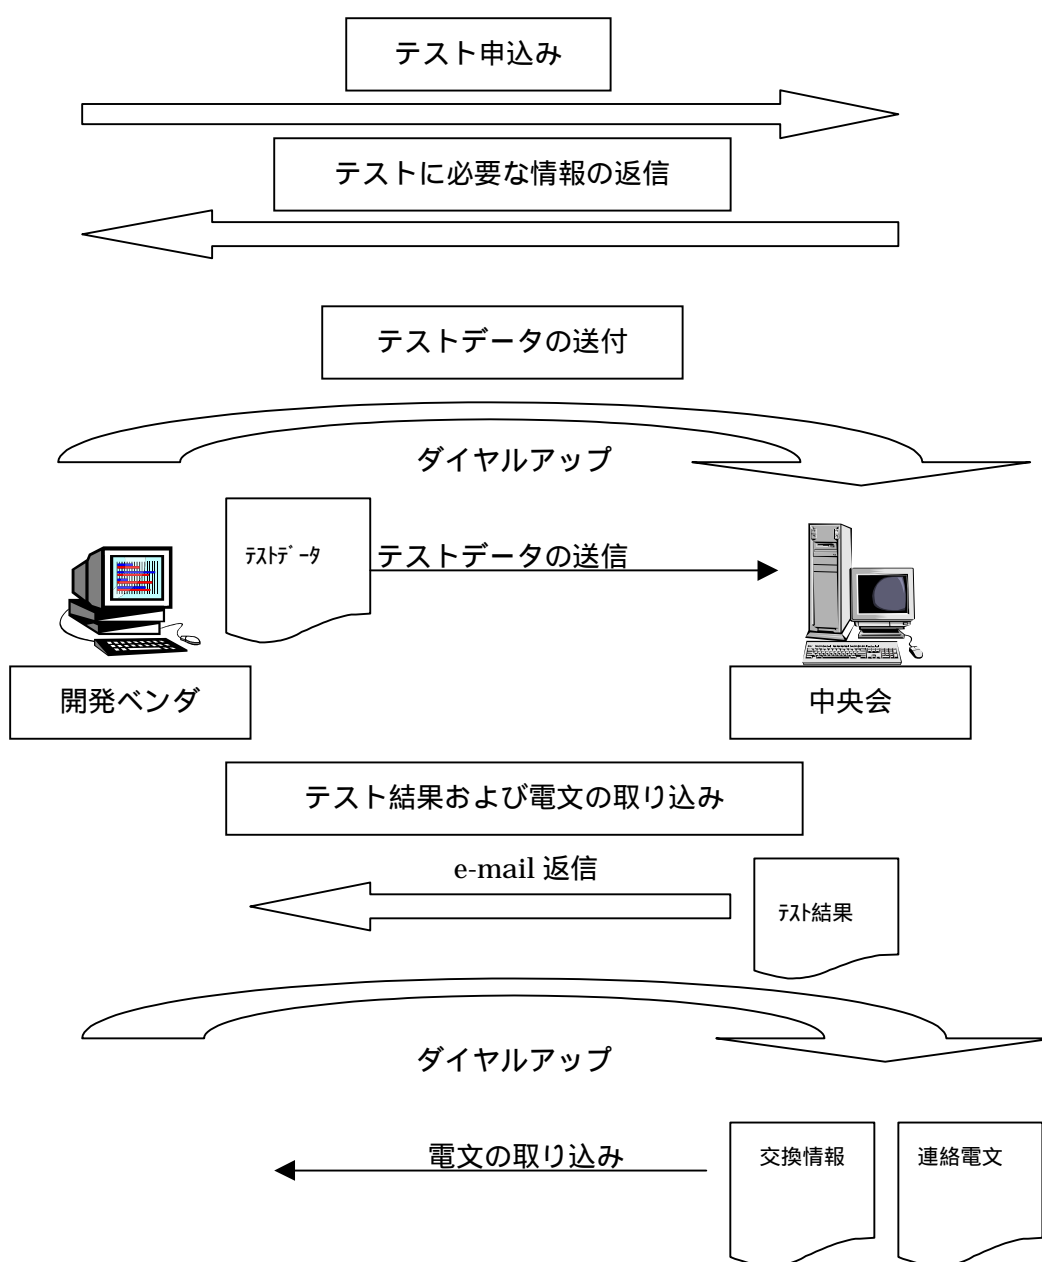 テスト申込み
テストに必要な情報の返信
テストデータの送付
ダイヤルアップ
ﾃｽﾄﾃﾞｰﾀ
テストデータの送信
開発ベンダ
中央会
テスト結果および電文の取り込み
e-mail 返信
ﾃｽﾄ結果
ダイヤルアップ
電文の取り込み
交換情報
連絡電文